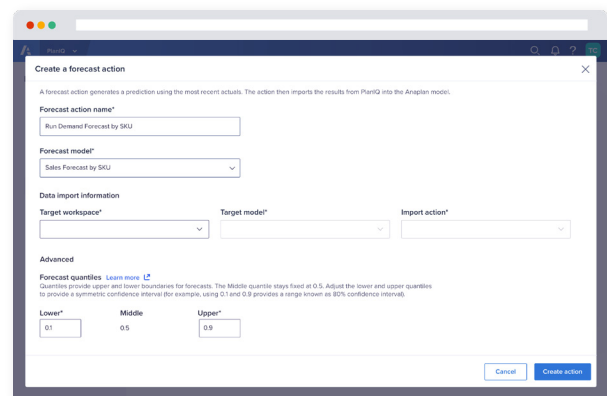 PlanIQ
TC
Create a forecast action
A forecast action generates a prediction using the most recent actuals. The action then imports the results from PlanIQ into the Anaplan model.
Forecast action name*
Run Demand Forecast by SKU
Forecast model*
Sales Forecast by SKU
Data import information
Target workspace* Target model* Import action*
Advanced
Forecast quantiles Learn more
Quantiles provide upper and lower boundaries for forecasts. The Middle quantile stays fixed at 0.5. Adjust the lower and upper quantiles
to provide a symmetric confidence interval (for example, using 0.1 and 0.9 provides a range known as 80% confidence interval).
Lower* Middle Upper*
0.1 0.5 0.9
Cancel Create action